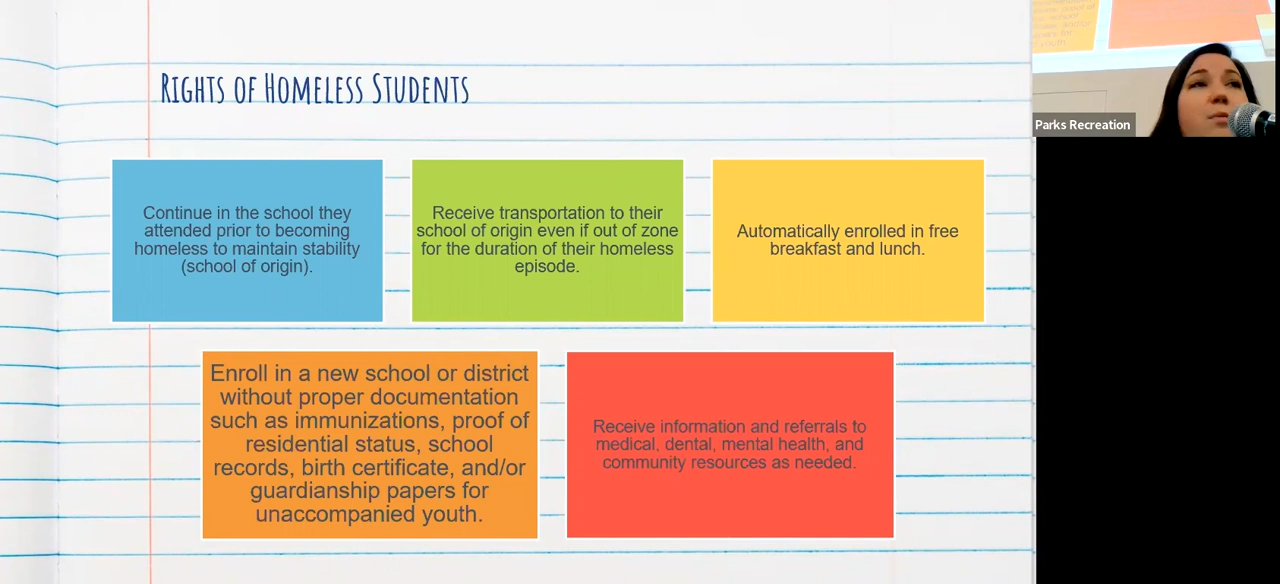 Rights of Homeless Students
Continue in the school they
attended prior to becoming
homeless to maintain stability
(school of origin).
Receive transportation to their
school of origin even if out of zone
for the duration of their homeless
episode.
Automatically enrolled in free
breakfast and lunch.
Enroll in a new school or district
without proper documentation
such as immunizations, proof of
residential status, school
records, birth certificate, and/or
guardianship papers for
unaccompanied youth.
Receive information and referrals to
medical, dental, mental health, and
community resources as needed.
Parks Recreation